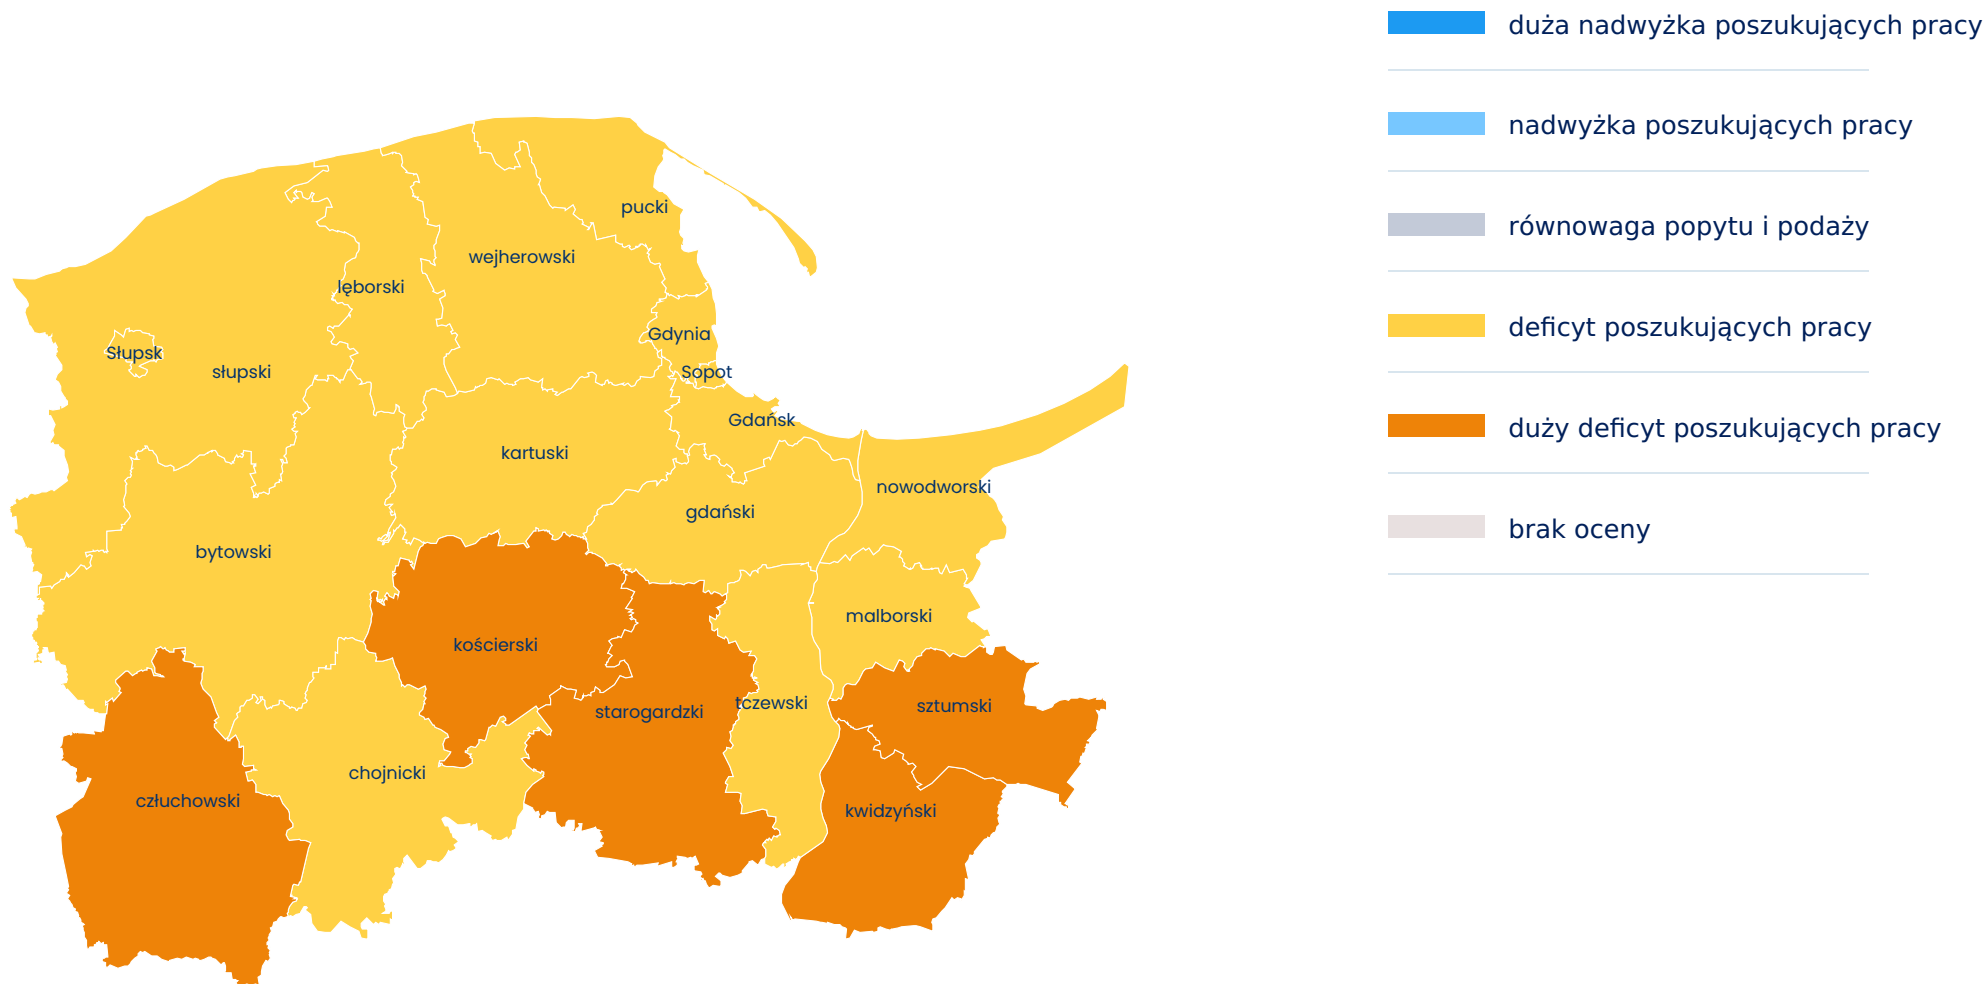 duża nadwyżka poszukujących pracy
nadwyżka poszukujących pracy
równowaga popytu i podaży
deficyt poszukujących pracy
duży deficyt poszukujących pracy
brak oceny
pucki
wejherowski
lęborski
Gdynia
Słupsk
słupski
Sopot
Gdańsk
kartuski
nowodworski
gdański
bytowski
malborski
kościerski
tczewski
sztumski
starogardzki
chojnicki
człuchowski
kwidzyński